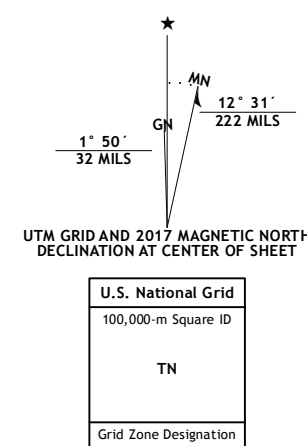 ★
MN
GN
1° 50´
32 MILS
12° 31´
222 MILS
UTM GRID AND 2017 MAGNETIC NORTH
DECLINATION AT CENTER OF SHEET
U.S. National Grid
100,000-m Square ID
TN
Grid Zone Designation